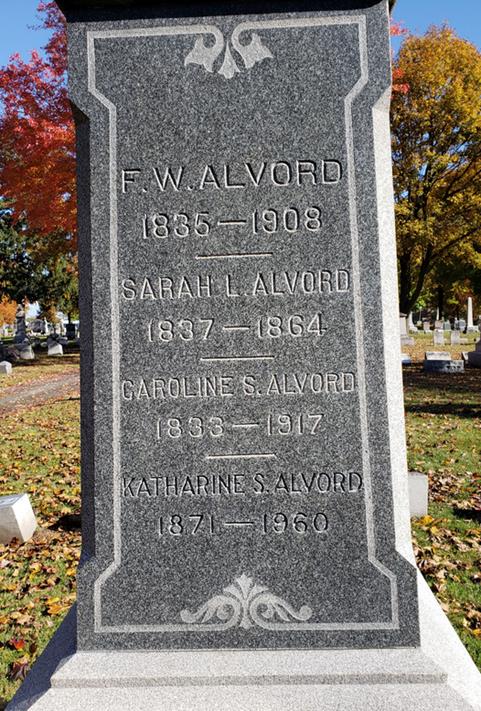 F. W. ALVORD
1835—1908
SARAH L. ALVORD
1837—1864
CAROLINE S. ALVORD
1833—1917
KATHARINE S. ALVORD
1871—1960